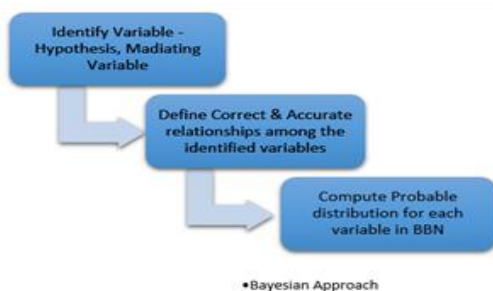 Identify Variable -
Hypothesis, Madiating
Variable
Define Correct & Accurate
relationships among the
identified variables
Compute Probable
distribution for each
variable in BBN
•Bayesian Approach